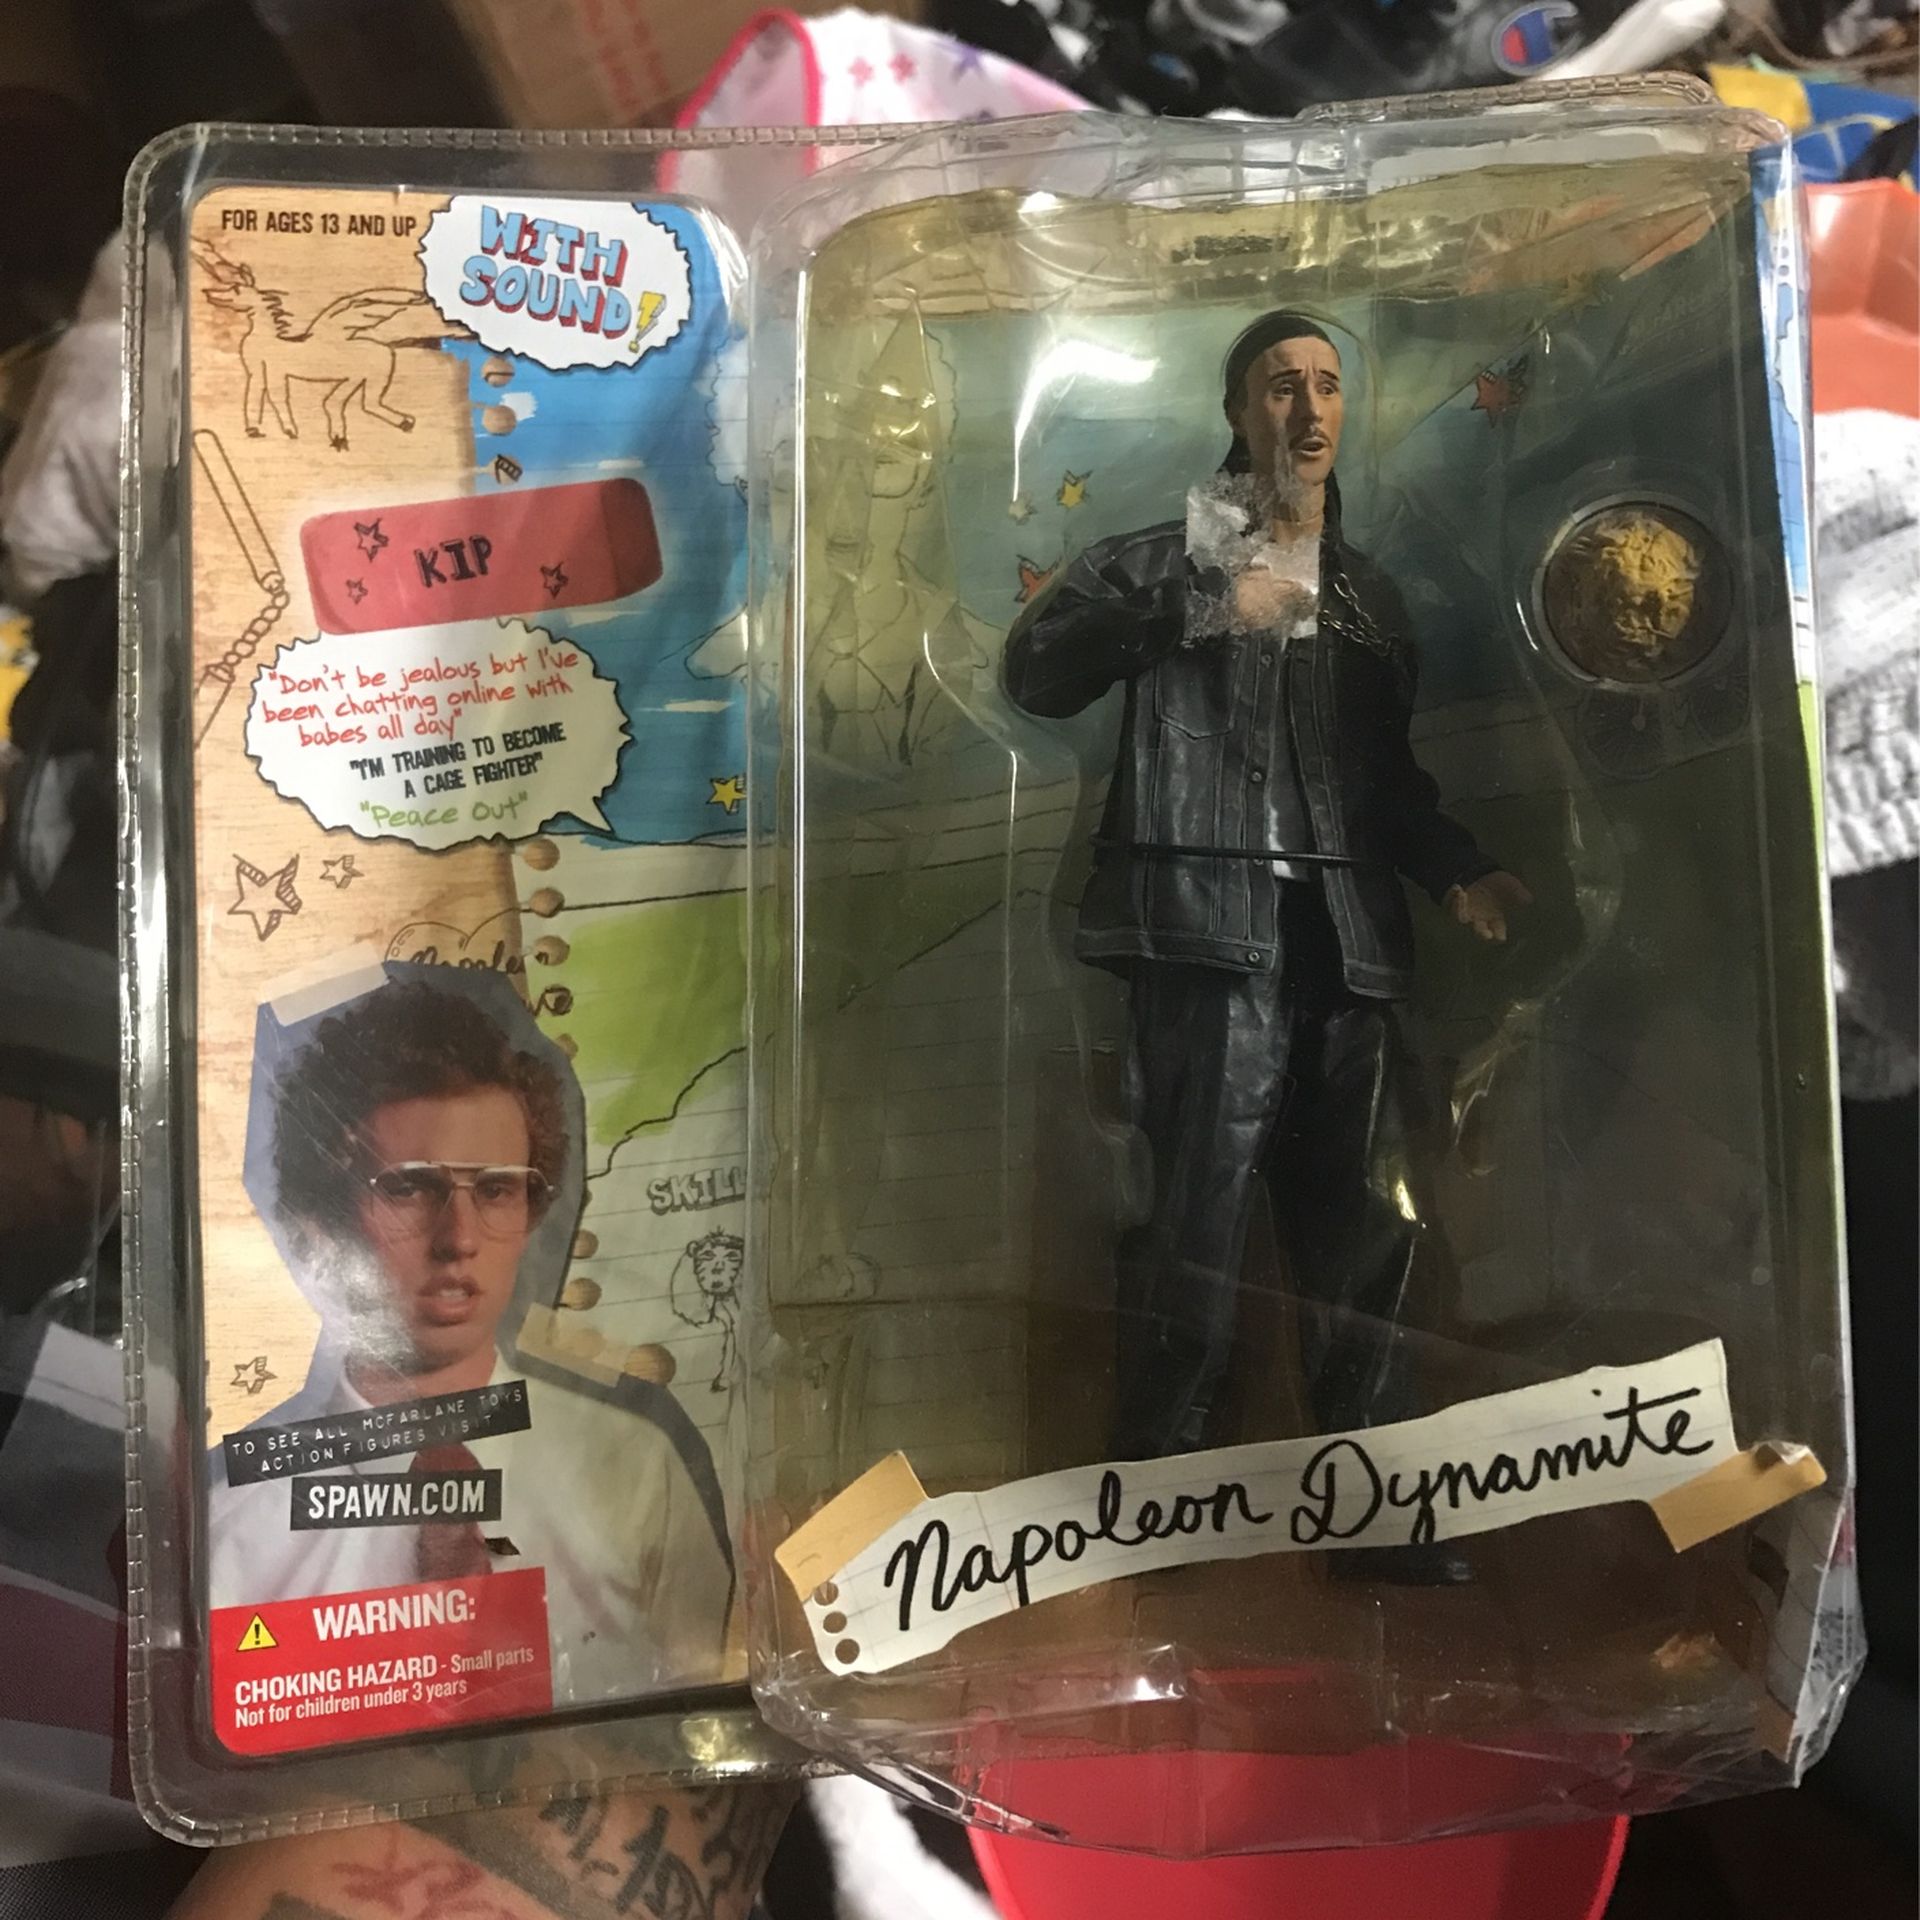 FOR AGES 13 AND UP
WITH
SOUND!
KIP
"Don't be jealous but I've
been chatting online with
babes all day"
"I'M TRAINING TO BECOME
A CAGE FIGHTER"
"Peace Out"
SKILL
TO SEE ALL MCFARLANE TOYS
ACTION FIGURES VISIT
SPAWN.COM
WARNING:
CHOKING HAZARD - Small parts
Not for children under 3 years
Napoleon Dynamite